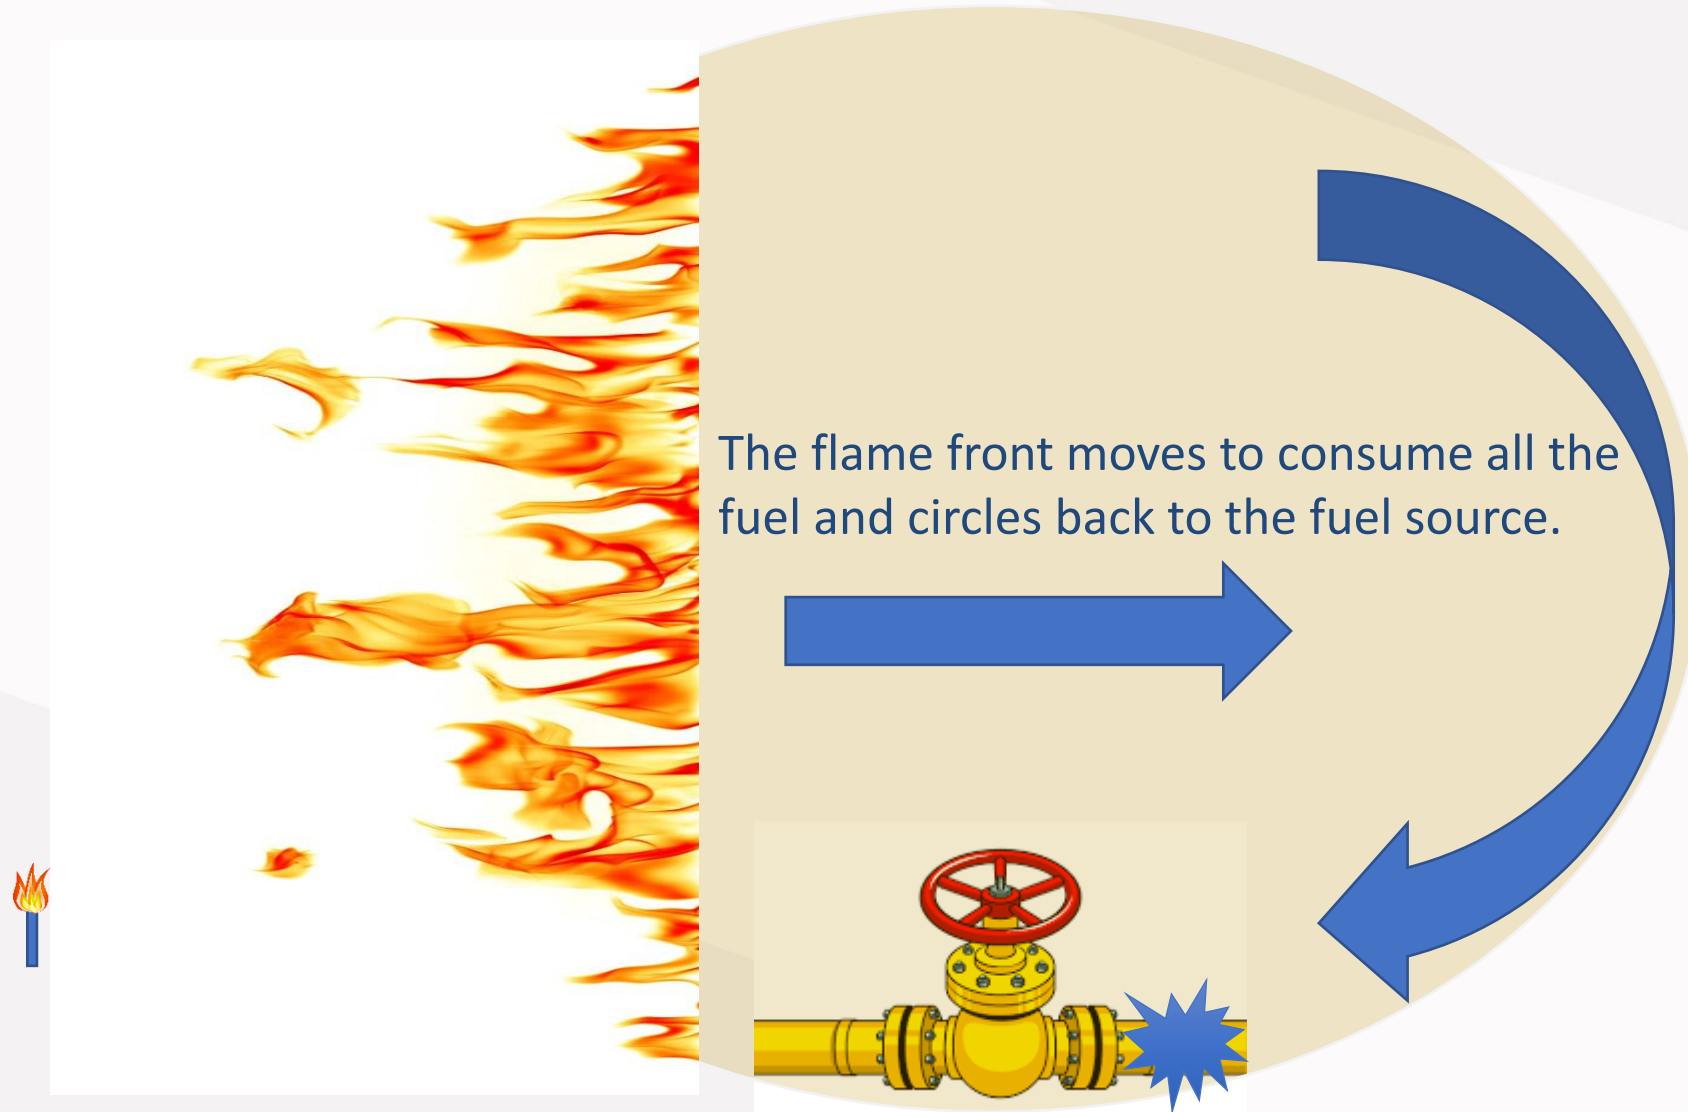 The flame front moves to consume all the
fuel and circles back to the fuel source.